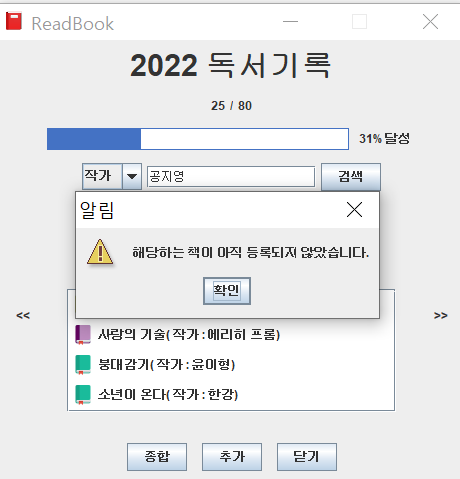 ReadBook
2022 독서기록
25 / 80
31% 달성
작가 공지영 검색
알림
해당하는 책이 아직 등록되지 않았습니다.
확인
<< >>
사랑의 기술( 작가 : 에리히 프롬)
붕대감기( 작가 : 윤이형)
소년이 온다( 작가 : 한강)
종합 추가 닫기